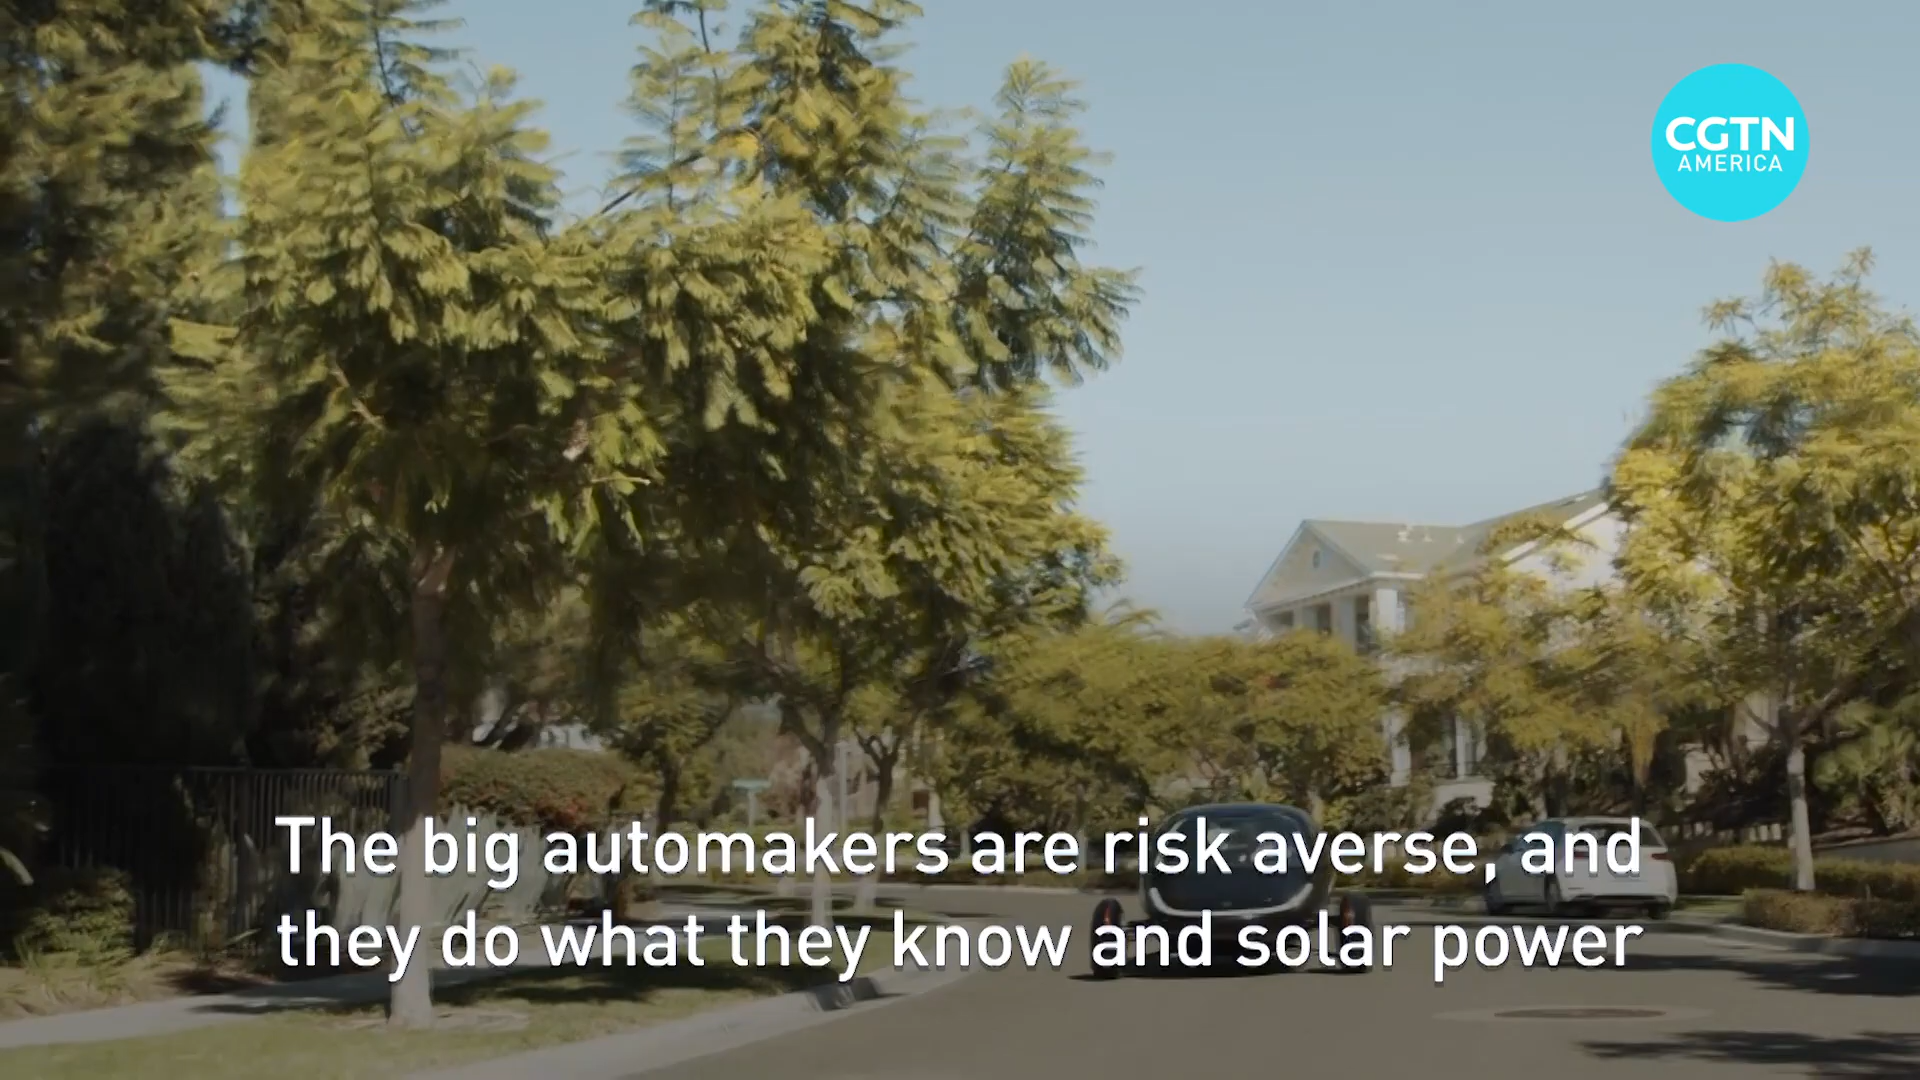 CGTN
AMERICA
The big automakers are risk averse, and
they do what they know and solar power